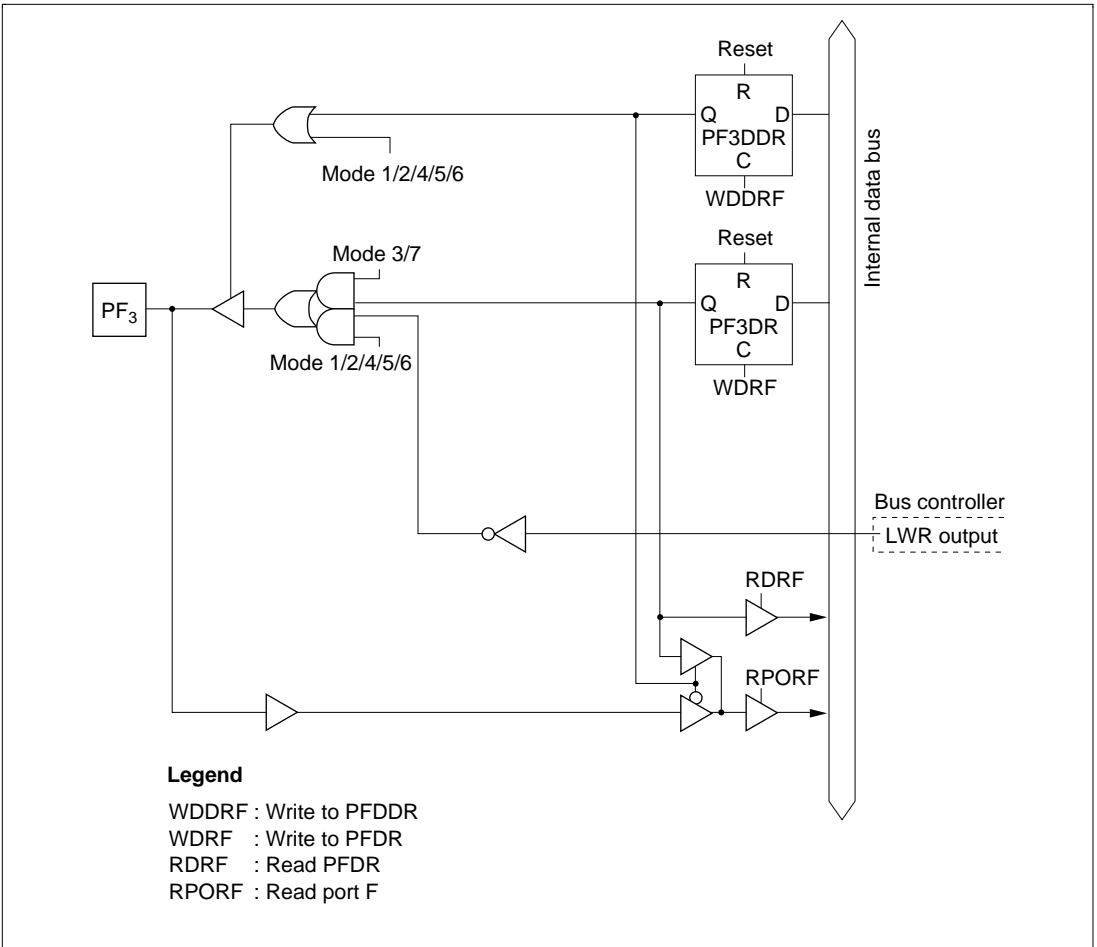 Reset
R
Q D
PF3DDR
C
WDDRF
Mode 1/2/4/5/6
Internal data bus
Reset
R
Q D
PF3DR
C
WDRF
Mode 3/7
PF3
Mode 1/2/4/5/6
Bus controller
LWR output
RDRF
RPORF
Legend
WDDRF : Write to PFDDR
WDRF : Write to PFDR
RDRF : Read PFDR
RPORF : Read port F